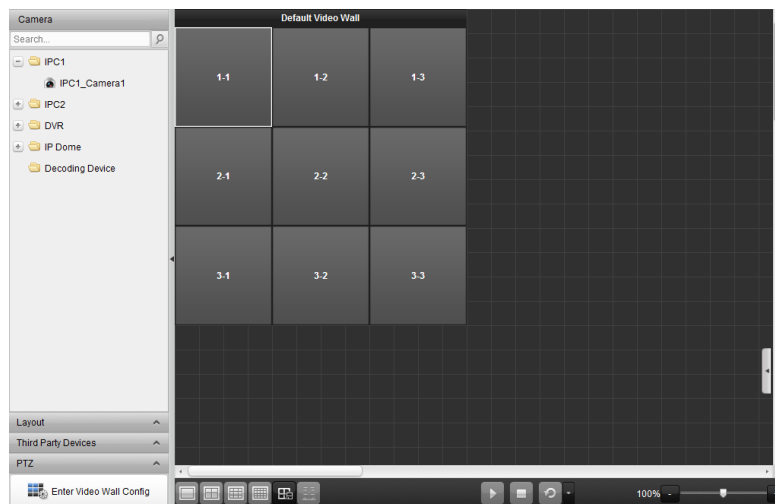 Camera
Default Video Wall
Search...
IPC1
IPC1_Camera1
IPC2
DVR
IP Dome
Decoding Device
1-1 1-2 1-3
2-1 2-2 2-3
3-1 3-2 3-3
Layout
Third Party Devices
PTZ
Enter Video Wall Config
100%